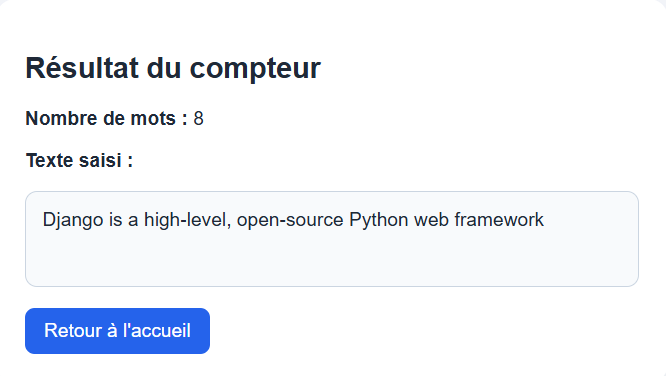 Résultat du compteur
Nombre de mots : 8
Texte saisi :
Django is a high-level, open-source Python web framework
Retour à l'accueil